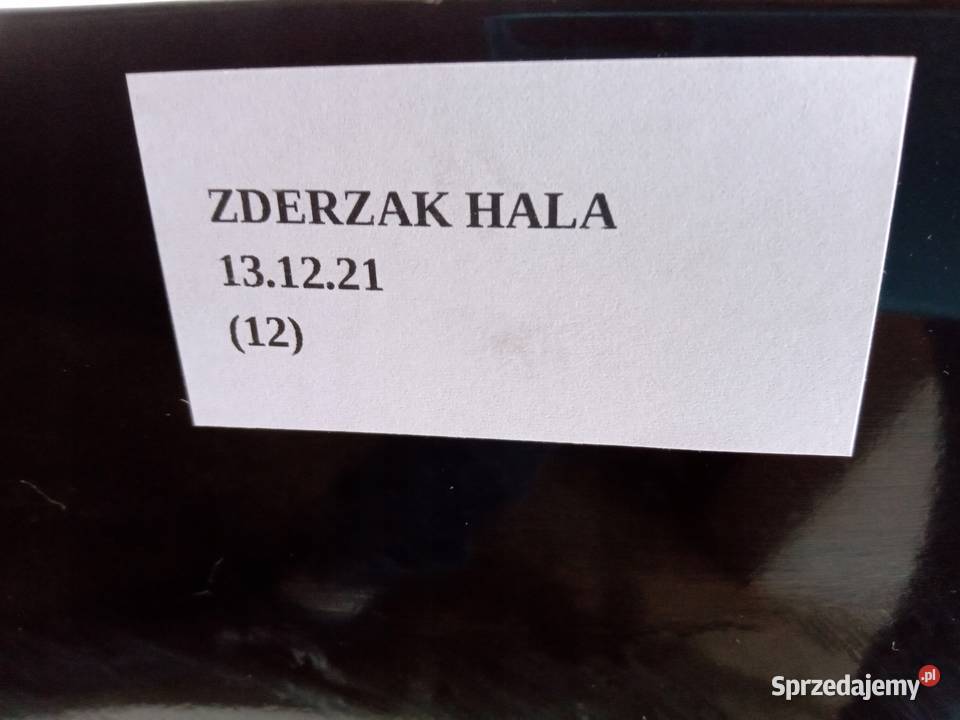 ZDERZAK HALA
13.12.21
(12)
Sprzedajemy.pl